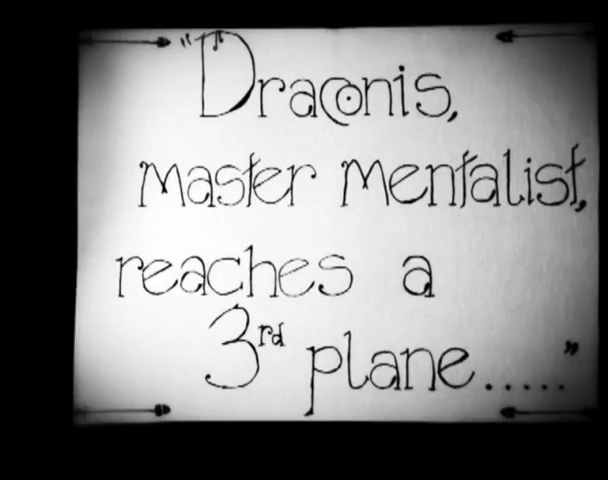 "Draconis,
master mentalist,
reaches a
3rd plane....."